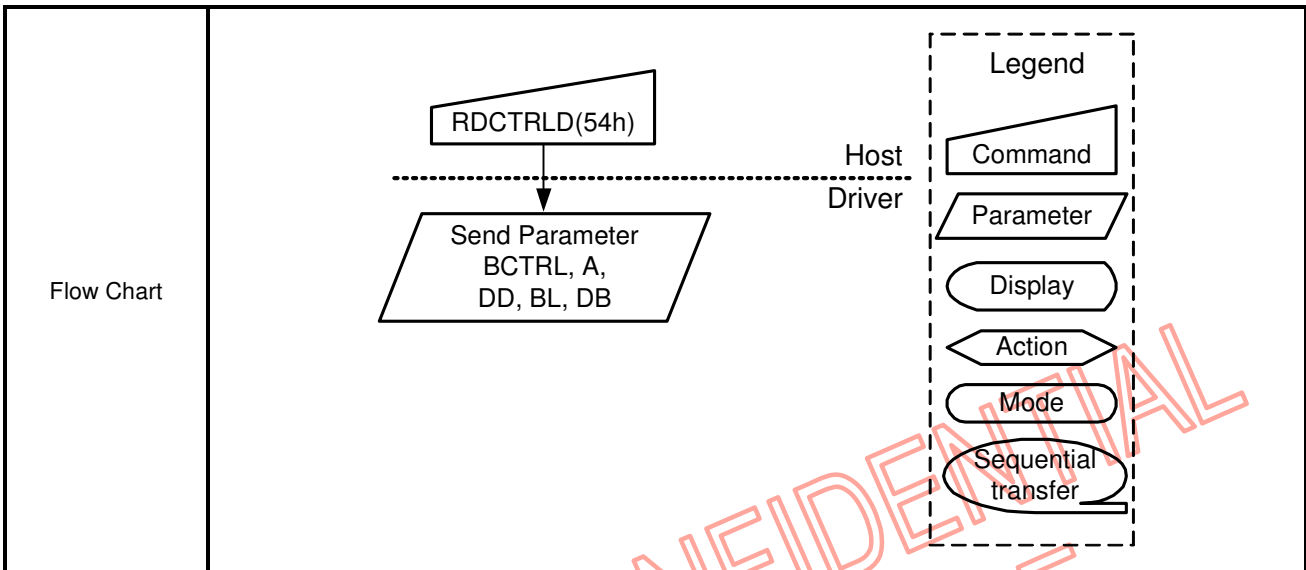 Flow Chart
RDCTRLD(54h)
Host
Driver
Send Parameter
BCTRL, A,
DD, BL, DB
Legend
Command
Parameter
Display
Action
Mode
Sequential
transfer